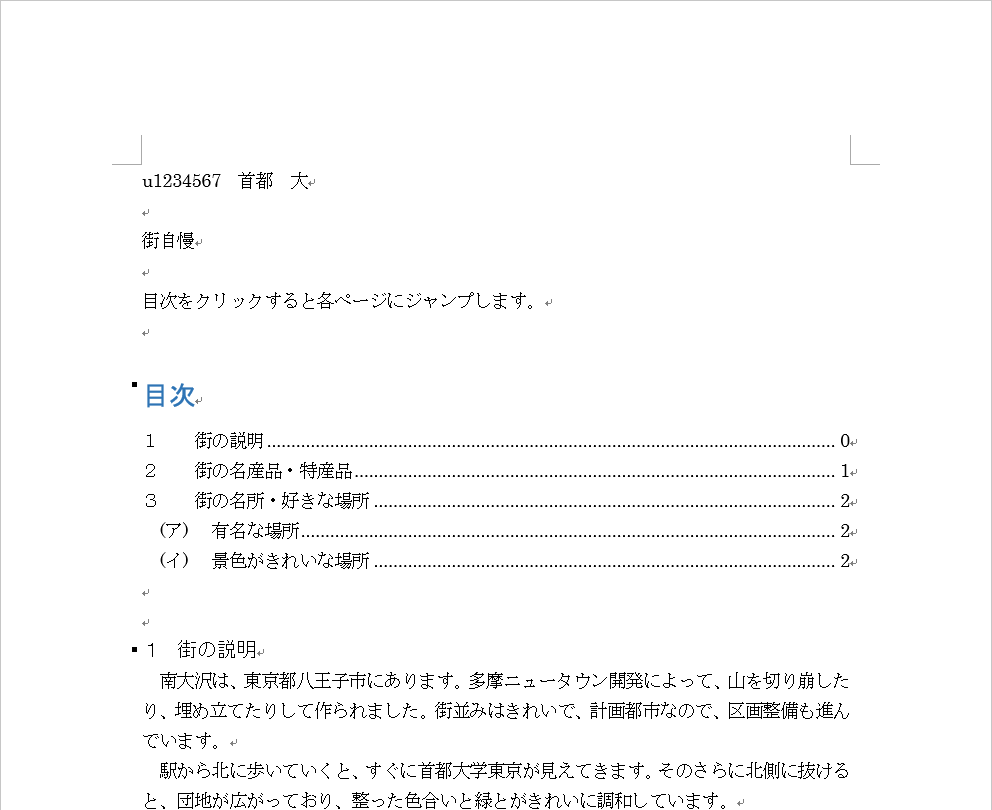 u1234567　首都　大
街自慢
目次をクリックすると各ページにジャンプします。
目次
１　　街の説明........................................ 0
２　　街の名産品・特産品........................................ 1
３　　街の名所・好きな場所........................................ 2
(ア)　有名な場所........................................ 2
(イ)　景色がきれいな場所........................................ 2
１　街の説明
　南大沢は、東京都八王子市にあります。多摩ニュータウン開発によって、山を切り崩した
り、埋め立てたりして作られました。街並みはきれいで、計画都市なので、区画整備も進ん
でいます。
　駅から北に歩いていくと、すぐに首都大学東京が見えてきます。そのさらに北側に抜ける
と、団地が広がっており、整った色合いと緑とがきれいに調和しています。